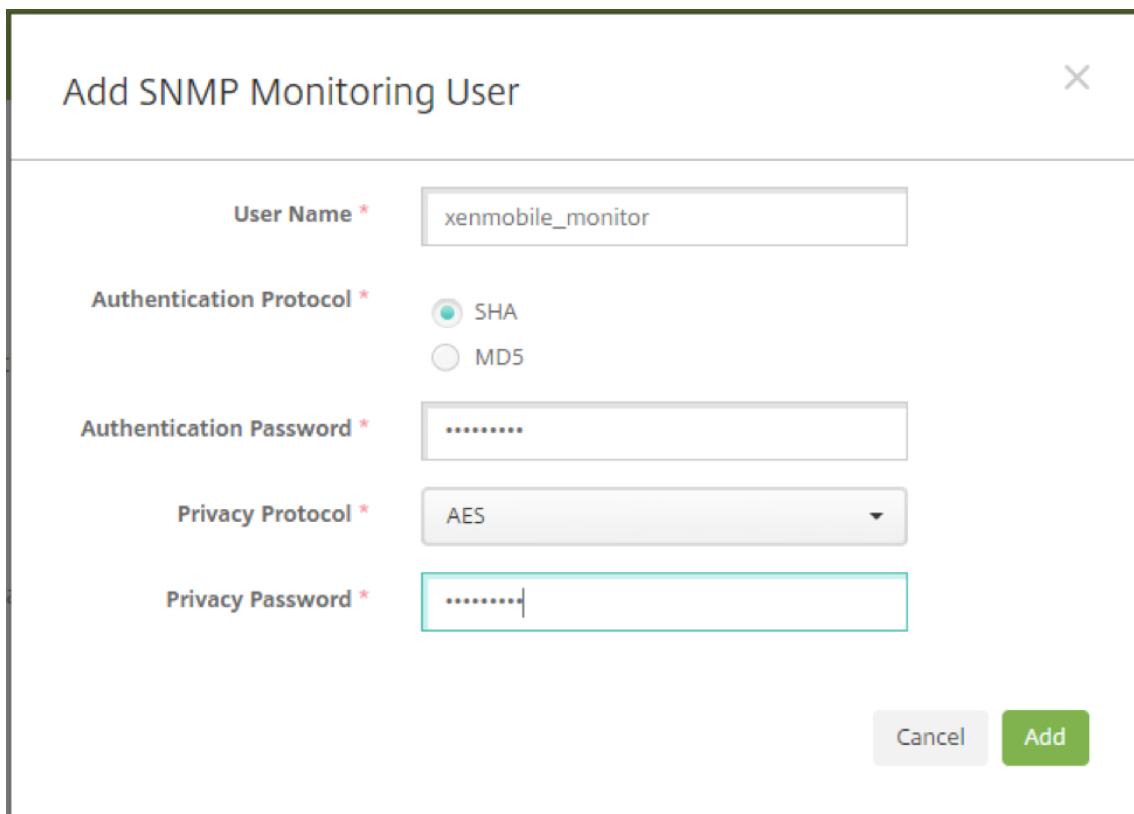 Add SNMP Monitoring User
User Name *
xenmobile_monitor
Authentication Protocol *
SHA
MD5
Authentication Password *
•••••••••
Privacy Protocol *
AES
Privacy Password *
•••••••••
Cancel
Add